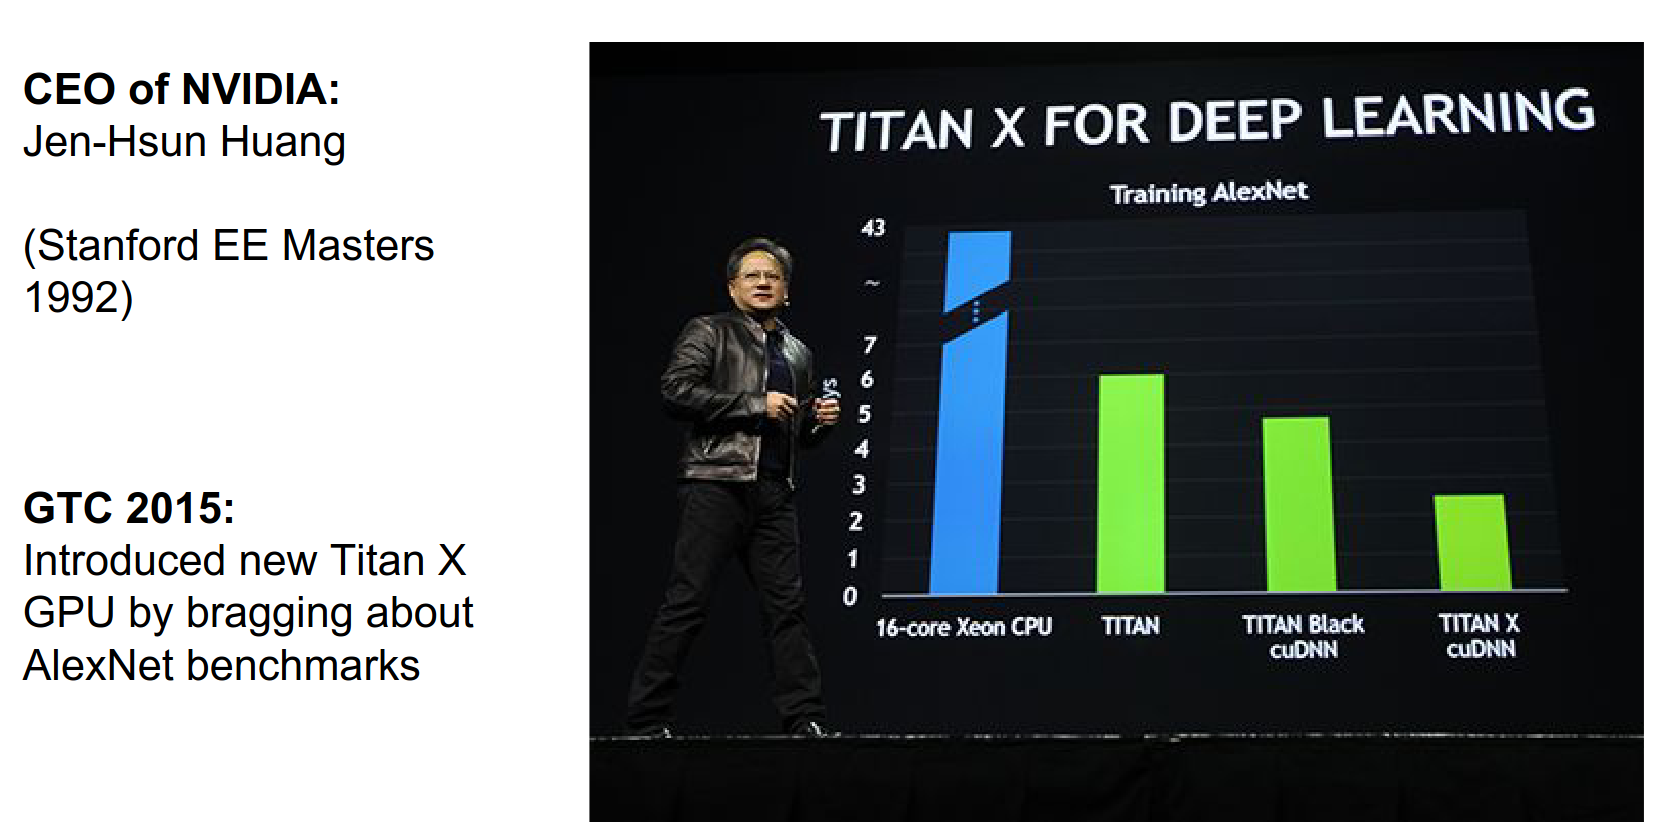 CEO of NVIDIA:
Jen-Hsun Huang
(Stanford EE Masters
1992)
GTC 2015:
Introduced new Titan X
GPU by bragging about
AlexNet benchmarks
TITAN X FOR DEEP LEARNING
Training AlexNet
43
~
7
6
5
4
3
2
1
0
16-core Xeon CPU
TITAN
TITAN Black
cuDNN
TITAN X
cuDNN